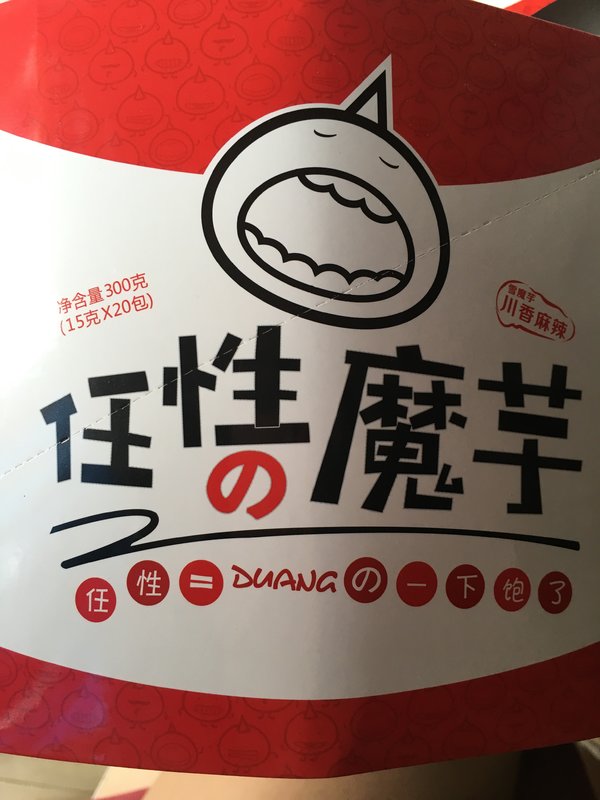 净含量300克
(15克X20包)
雪魔芋
川香麻辣
任性の魔芋
任性=DUANGの一下饱了